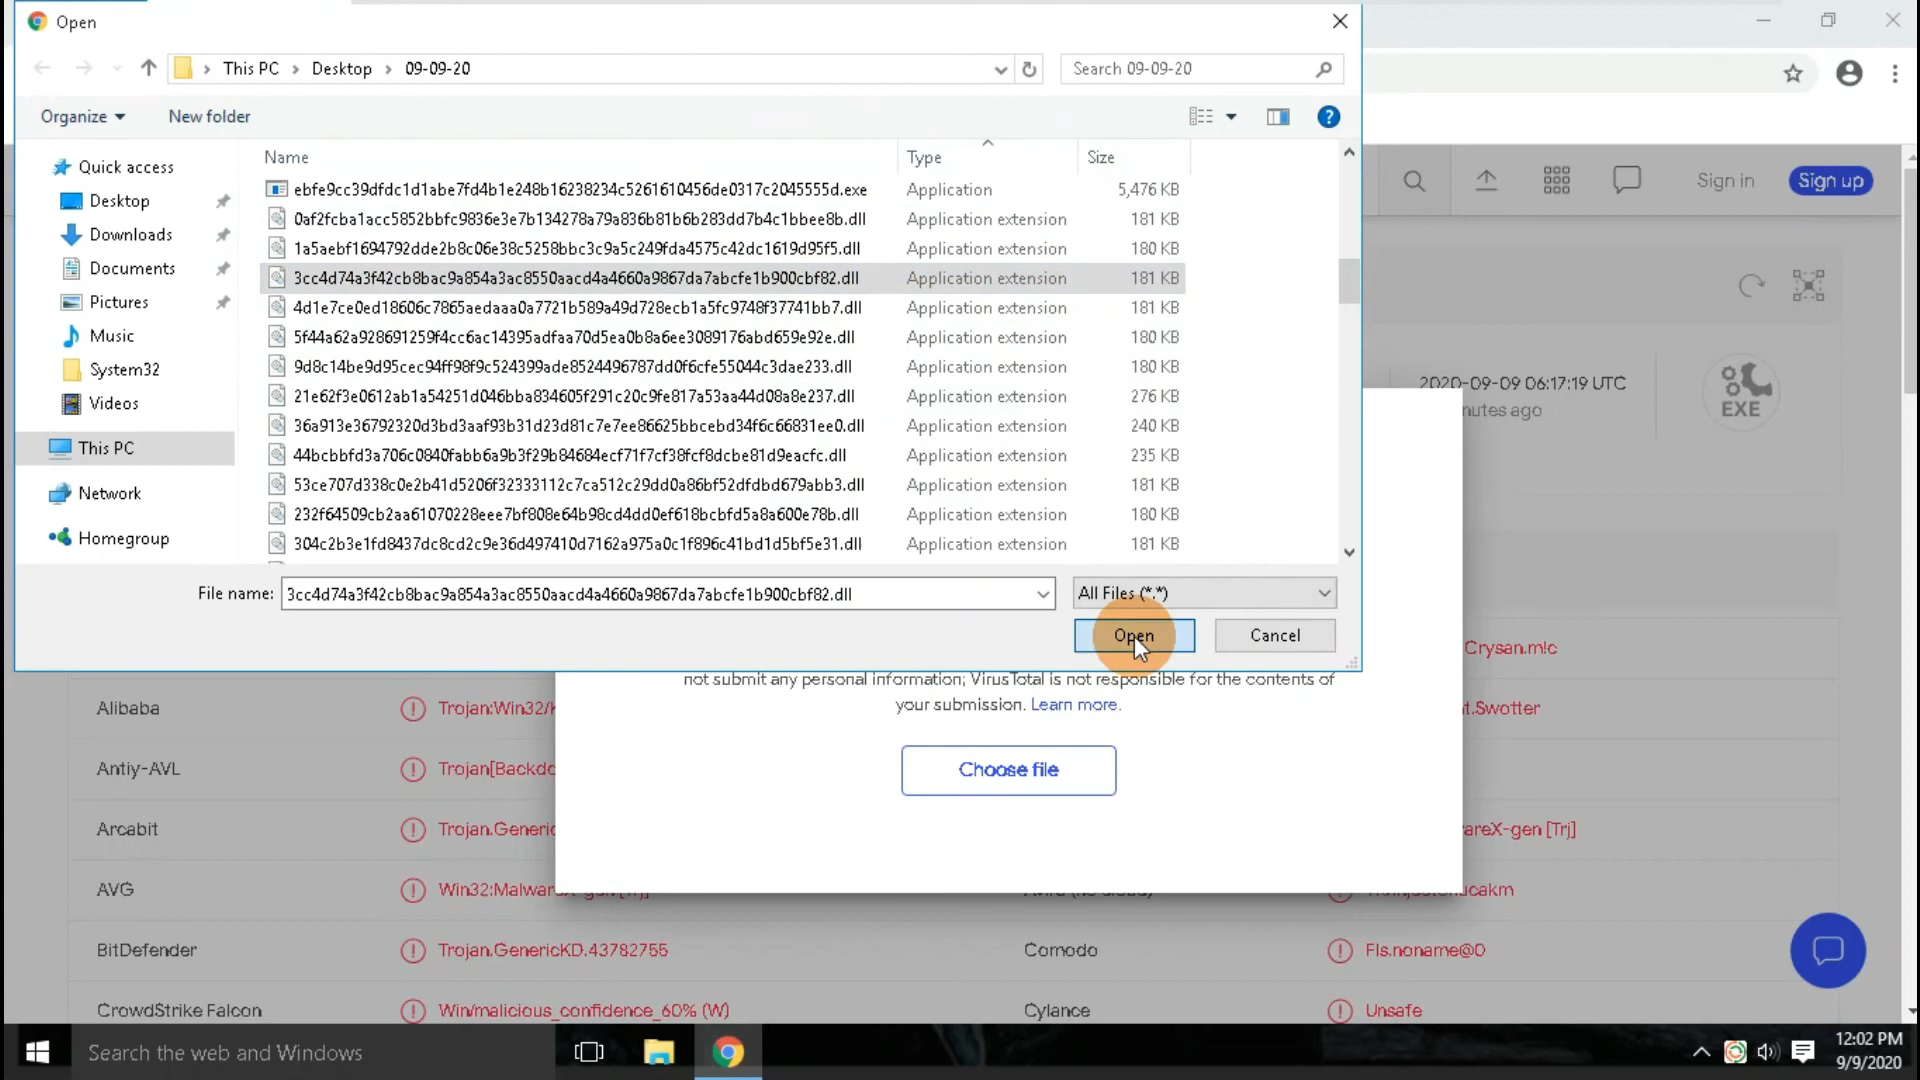 Open
This PC > Desktop > 09-09-20
Search 09-09-20
Organize
New folder
Name
Type
Size
Quick access
Desktop
Downloads
Documents
Pictures
Music
System32
Videos
This PC
Network
Homegroup
ebfe9cc39dfdc1d1abe7fd4b1e248b16238234c5261610456de0317c2045555d.exe Application 5,476 KB
0af2fcba1acc5852bbfc9836e3e7b134278a79a836b81b6b283dd7b4c1bbee8b.dll Application extension 181 KB
1a5aebf1694792dde2b8c06e38c5258bbc3c9a5c249fda4575c42dc1619d95f5.dll Application extension 180 KB
3cc4d74a3f42cb8bac9a854a3ac8550aacd4a4660a9867da7abcfe1b900cbf82.dll Application extension 181 KB
4d1e7ce0ed18606c7865aedaaa0a7721b589a49d728ecb1a5fc9748f37741bb7.dll Application extension 181 KB
5f44a62a928691259f4cc6ac14395adfaa70d5ea0b8a6ee3089176abd659e92e.dll Application extension 180 KB
9d8c14be9d95cec94ff98f9c524399ade8524496787dd0f6cfe55044c3dae233.dll Application extension 180 KB
21e62f3e0612ab1a54251d046bba834605f291c20c9fe817a53aa44d08a8e237.dll Application extension 276 KB
36a913e36792320d3bd3aaf93b31d23d81c7e7ee86625bbcebd34f6c66831ee0.dll Application extension 240 KB
44bcbbfd3a706c0840fabb6a9b3f29b84684ecf71f7cf38fcf8dcbe81d9eacfc.dll Application extension 235 KB
53ce707d338c0e2b41d5206f32333112c7ca512c29dd0a86bf52dfdbd679abb3.dll Application extension 181 KB
232f64509cb2aa61070228eee7bf808e64b98cd4dd0ef618bcbfd5a8a600e78b.dll Application extension 180 KB
304c2b3e1fd8437dc8cd2c9e36d497410d7162a975a0c1f896c41bd1d5bf5e31.dll Application extension 181 KB
File name: 3cc4d74a3f42cb8bac9a854a3ac8550aacd4a4660a9867da7abcfe1b900cbf82.dll
All Files (*.*)
Open
Cancel
Sign in
Sign up
2020-09-09 06:17:19 UTC
nutes ago
EXE
not submit any personal information; VirusTotal is not responsible for the contents of
your submission. Learn more.
Choose file
Crysan.m!c
Alibaba Trojan:Win32/K t.Swotter
Antiy-AVL Trojan[Backdo
Arcabit Trojan.Generic areX-gen [Trj]
AVG Win32:Malwar
BitDefender Trojan.GenericKD.43782755 Comodo Fls.noname@0
CrowdStrike Falcon Win/malicious_confidence_60% (W) Cylance Unsafe
Search the web and Windows
12:02 PM
9/9/2020